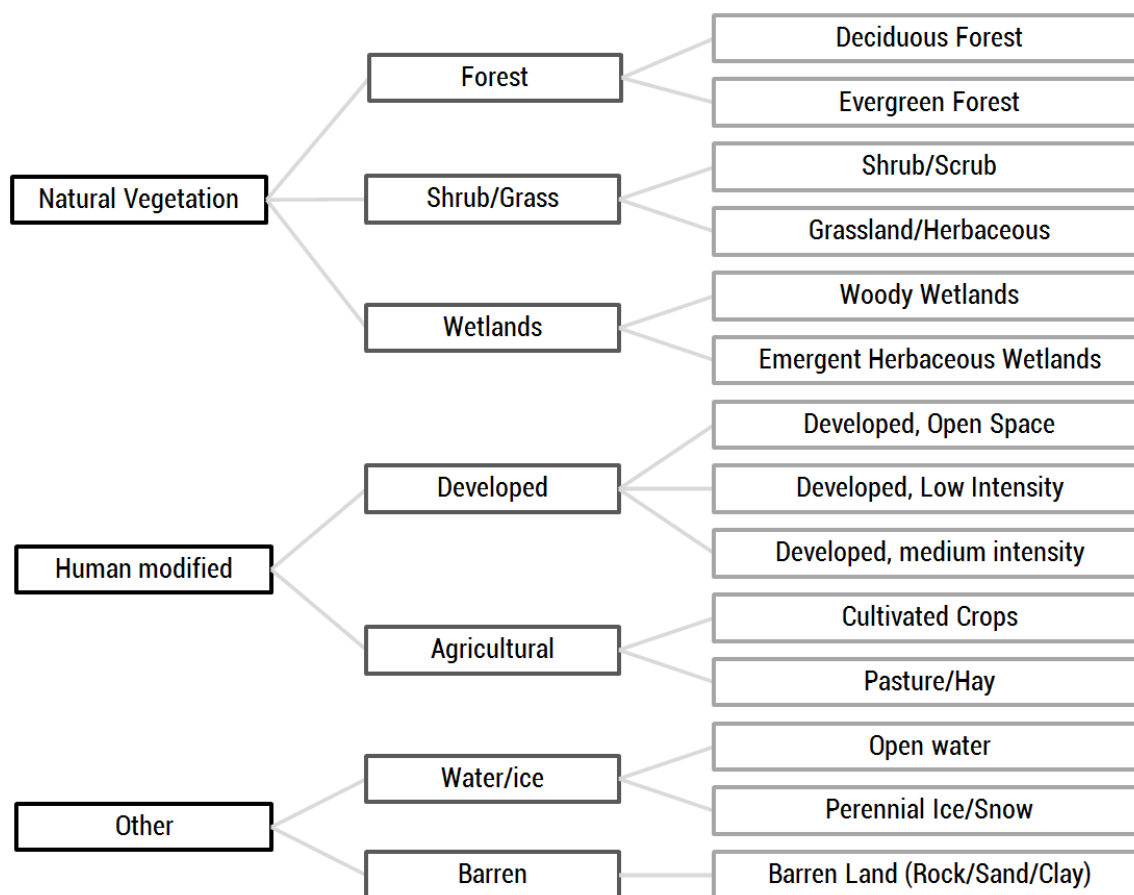 Deciduous Forest
Forest
Evergreen Forest
Shrub/Scrub
Natural Vegetation
Shrub/Grass
Grassland/Herbaceous
Woody Wetlands
Wetlands
Emergent Herbaceous Wetlands
Developed, Open Space
Developed
Developed, Low Intensity
Developed, medium intensity
Human modified
Cultivated Crops
Agricultural
Pasture/Hay
Open water
Water/ice
Perennial Ice/Snow
Other
Barren
Barren Land (Rock/Sand/Clay)